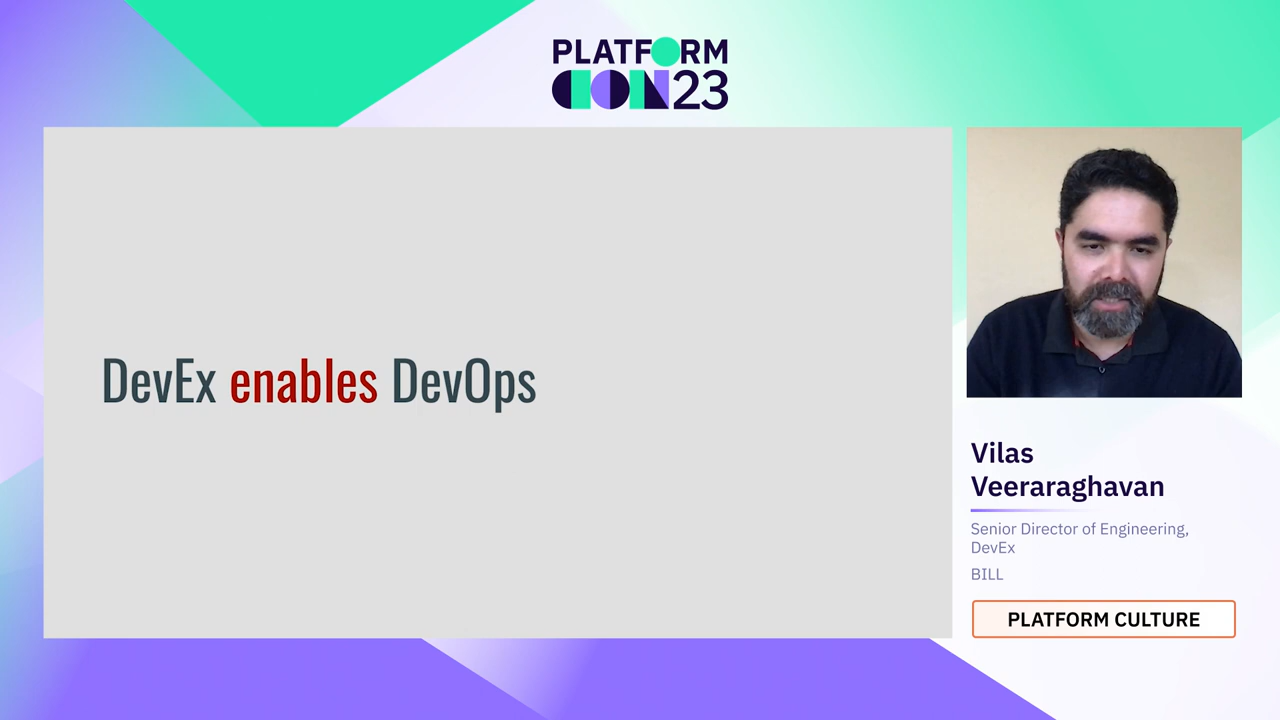 PLATFORM
CON23
DevEx enables DevOps
Vilas
Veeraraghavan
Senior Director of Engineering,
DevEx
BILL
PLATFORM CULTURE